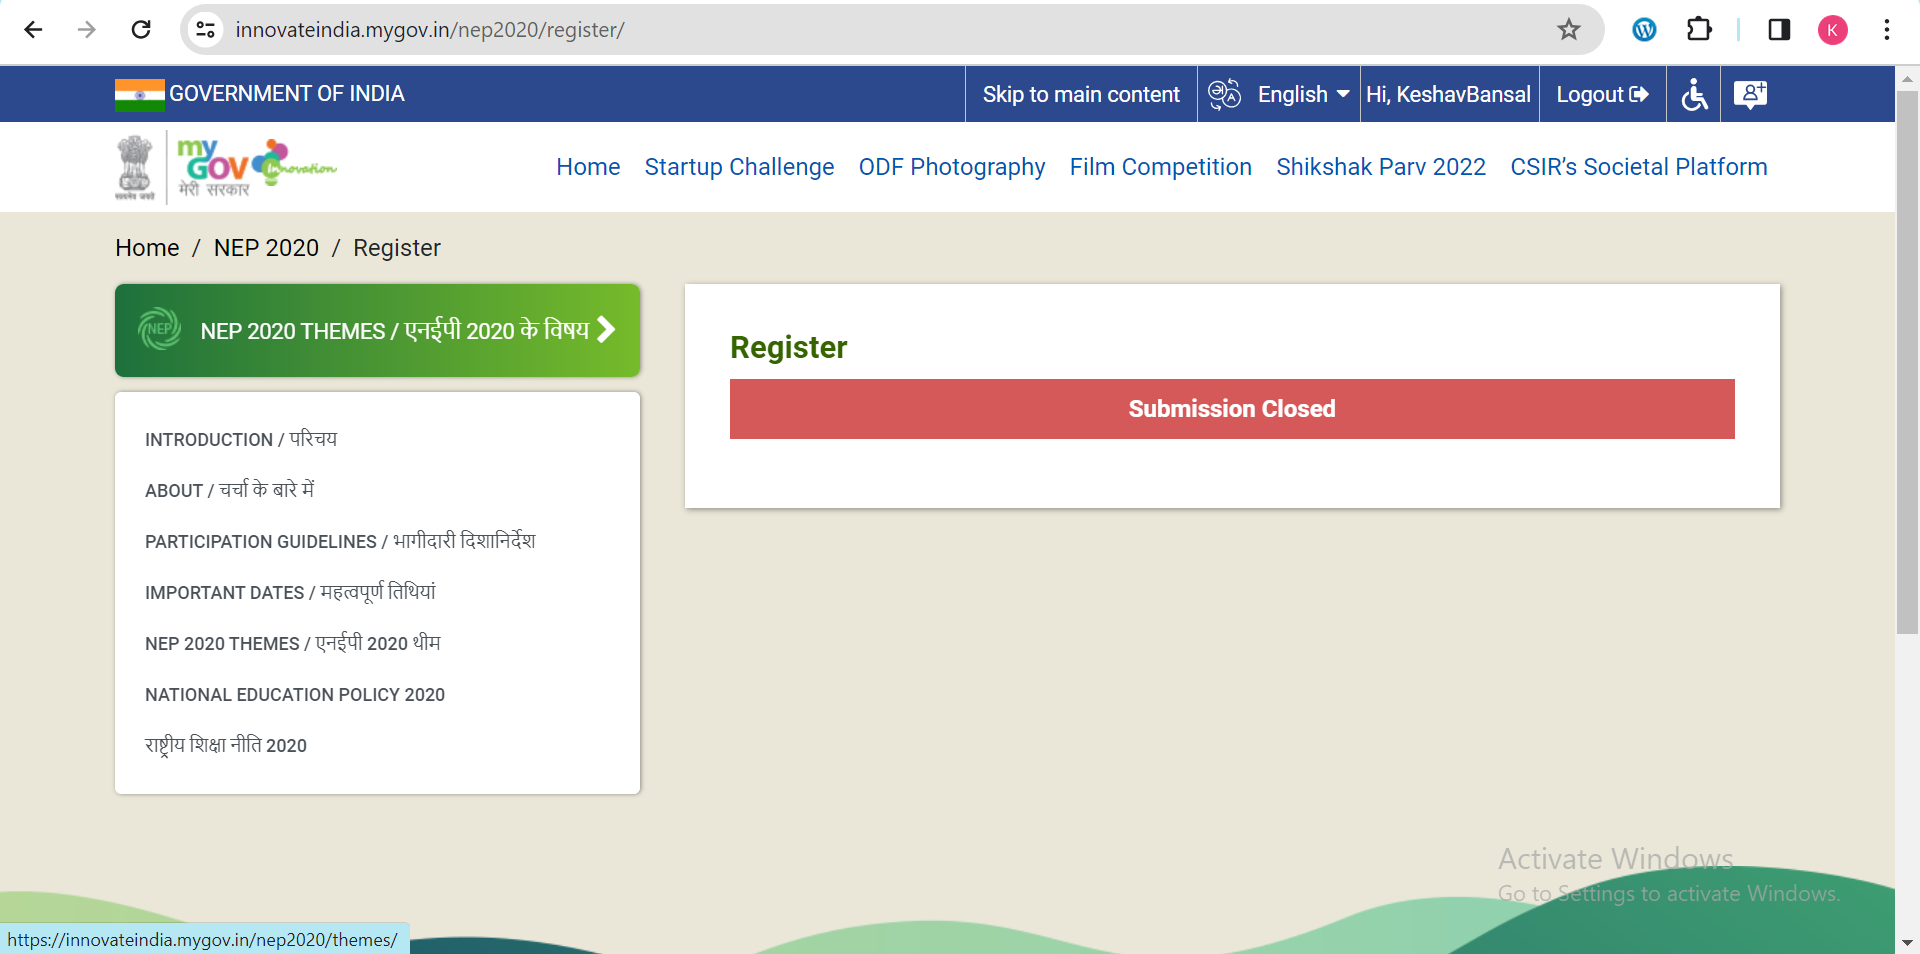 innovateindia.mygov.in/nep2020/register/
K
GOVERNMENT OF INDIA
Skip to main content
English
Hi, KeshavBansal
Logout
my
GOV
मेरी सरकार
Innovation
सत्यमेव जयते
Home
Startup Challenge
ODF Photography
Film Competition
Shikshak Parv 2022
CSIR’s Societal Platform
Home / NEP 2020 / Register
NEP
NEP 2020 THEMES / एनईपी 2020 के विषय
INTRODUCTION / परिचय
ABOUT / चर्चा के बारे में
PARTICIPATION GUIDELINES / भागीदारी दिशानिर्देश
IMPORTANT DATES / महत्वपूर्ण तिथियां
NEP 2020 THEMES / एनईपी 2020 थीम
NATIONAL EDUCATION POLICY 2020
राष्ट्रीय शिक्षा नीति 2020
Register
Submission Closed
Activate Windows
Go to Settings to activate Windows.
https://innovateindia.mygov.in/nep2020/themes/